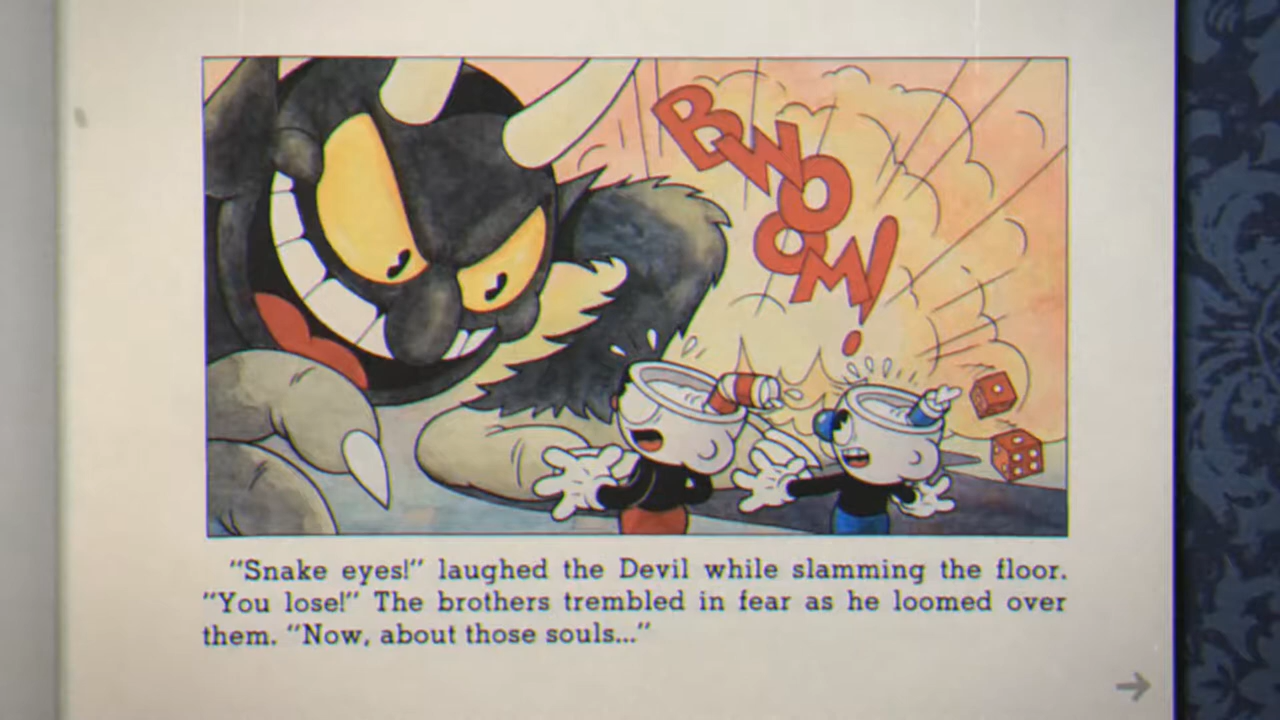 BWOOM!
"Snake eyes!" laughed the Devil while slamming the floor.
"You lose!" The brothers trembled in fear as he loomed over
them. "Now, about those souls..."